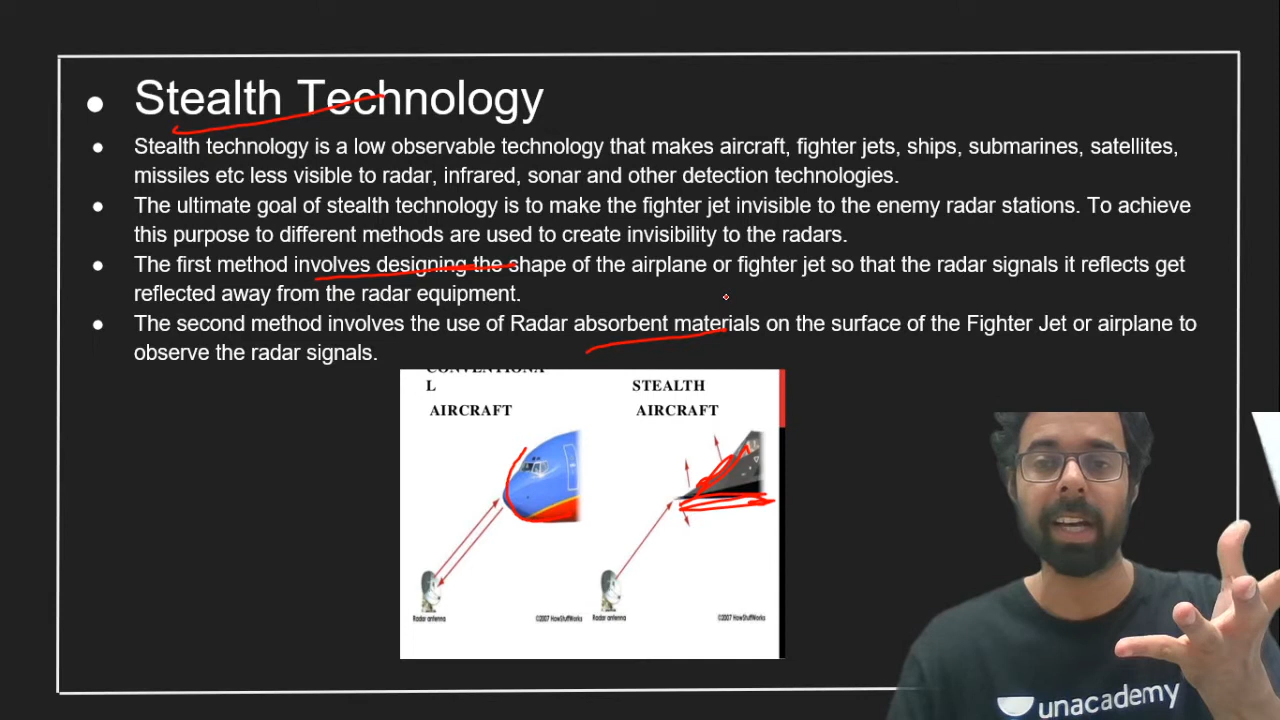 Stealth Technology
Stealth technology is a low observable technology that makes aircraft, fighter jets, ships, submarines, satellites,
missiles etc less visible to radar, infrared, sonar and other detection technologies.
The ultimate goal of stealth technology is to make the fighter jet invisible to the enemy radar stations. To achieve
this purpose to different methods are used to create invisibility to the radars.
The first method involves designing the shape of the airplane or fighter jet so that the radar signals it reflects get
reflected away from the radar equipment.
The second method involves the use of Radar absorbent materials on the surface of the Fighter Jet or airplane to
observe the radar signals.
CONVENTIONA
L
AIRCRAFT
STEALTH
AIRCRAFT
Radar antenna
©2007 HowStuffWorks
Radar antenna
©2007 HowStuffWorks
unacademy